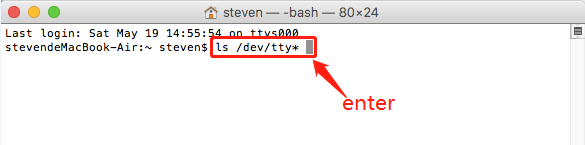 steven — -bash — 80×24
Last login: Sat May 19 14:55:54 on ttys000
stevendeMacBook-Air:~ steven$ ls /dev/tty*
enter